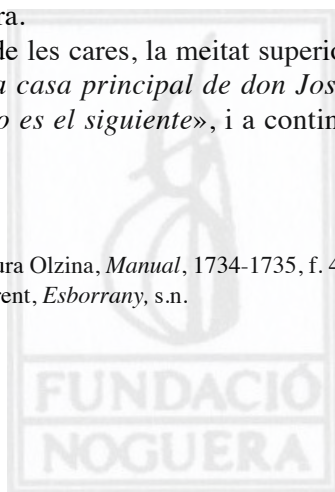 ra.
de les cares, la meitat superio
a casa principal de don Jos
o es el siguiente», i a contin
ura Olzina, Manual, 1734-1735, f. 4
rent, Esborrany, s.n.
FUNDACIÓ
NOGUERA